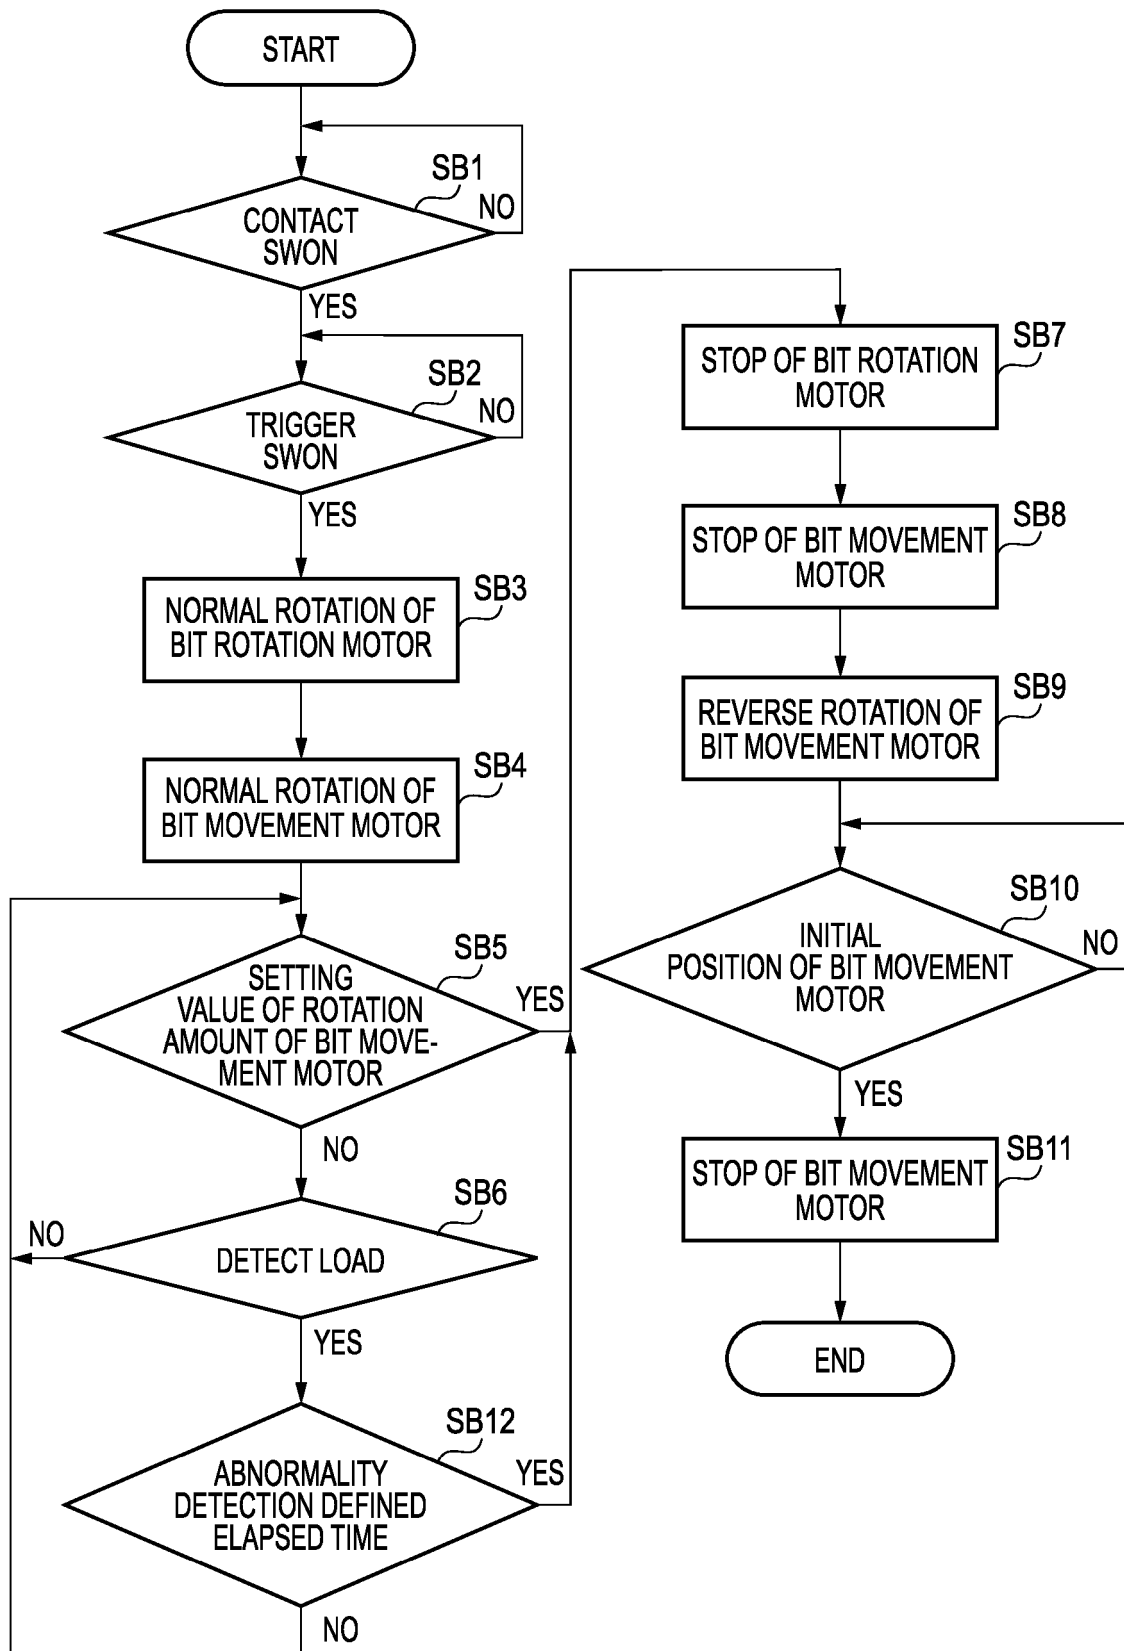 START
SB1
CONTACT
SWON
NO
YES
SB2
TRIGGER
SWON
NO
YES
SB3
NORMAL ROTATION OF
BIT ROTATION MOTOR
SB4
NORMAL ROTATION OF
BIT MOVEMENT MOTOR
SB5
SETTING
VALUE OF ROTATION
AMOUNT OF BIT MOVE-
MENT MOTOR
YES
NO
SB6
DETECT LOAD
NO
YES
SB12
ABNORMALITY
DETECTION DEFINED
ELAPSED TIME
YES
NO
SB7
STOP OF BIT ROTATION
MOTOR
SB8
STOP OF BIT MOVEMENT
MOTOR
SB9
REVERSE ROTATION OF
BIT MOVEMENT MOTOR
SB10
INITIAL
POSITION OF BIT MOVEMENT
MOTOR
NO
YES
SB11
STOP OF BIT MOVEMENT
MOTOR
END